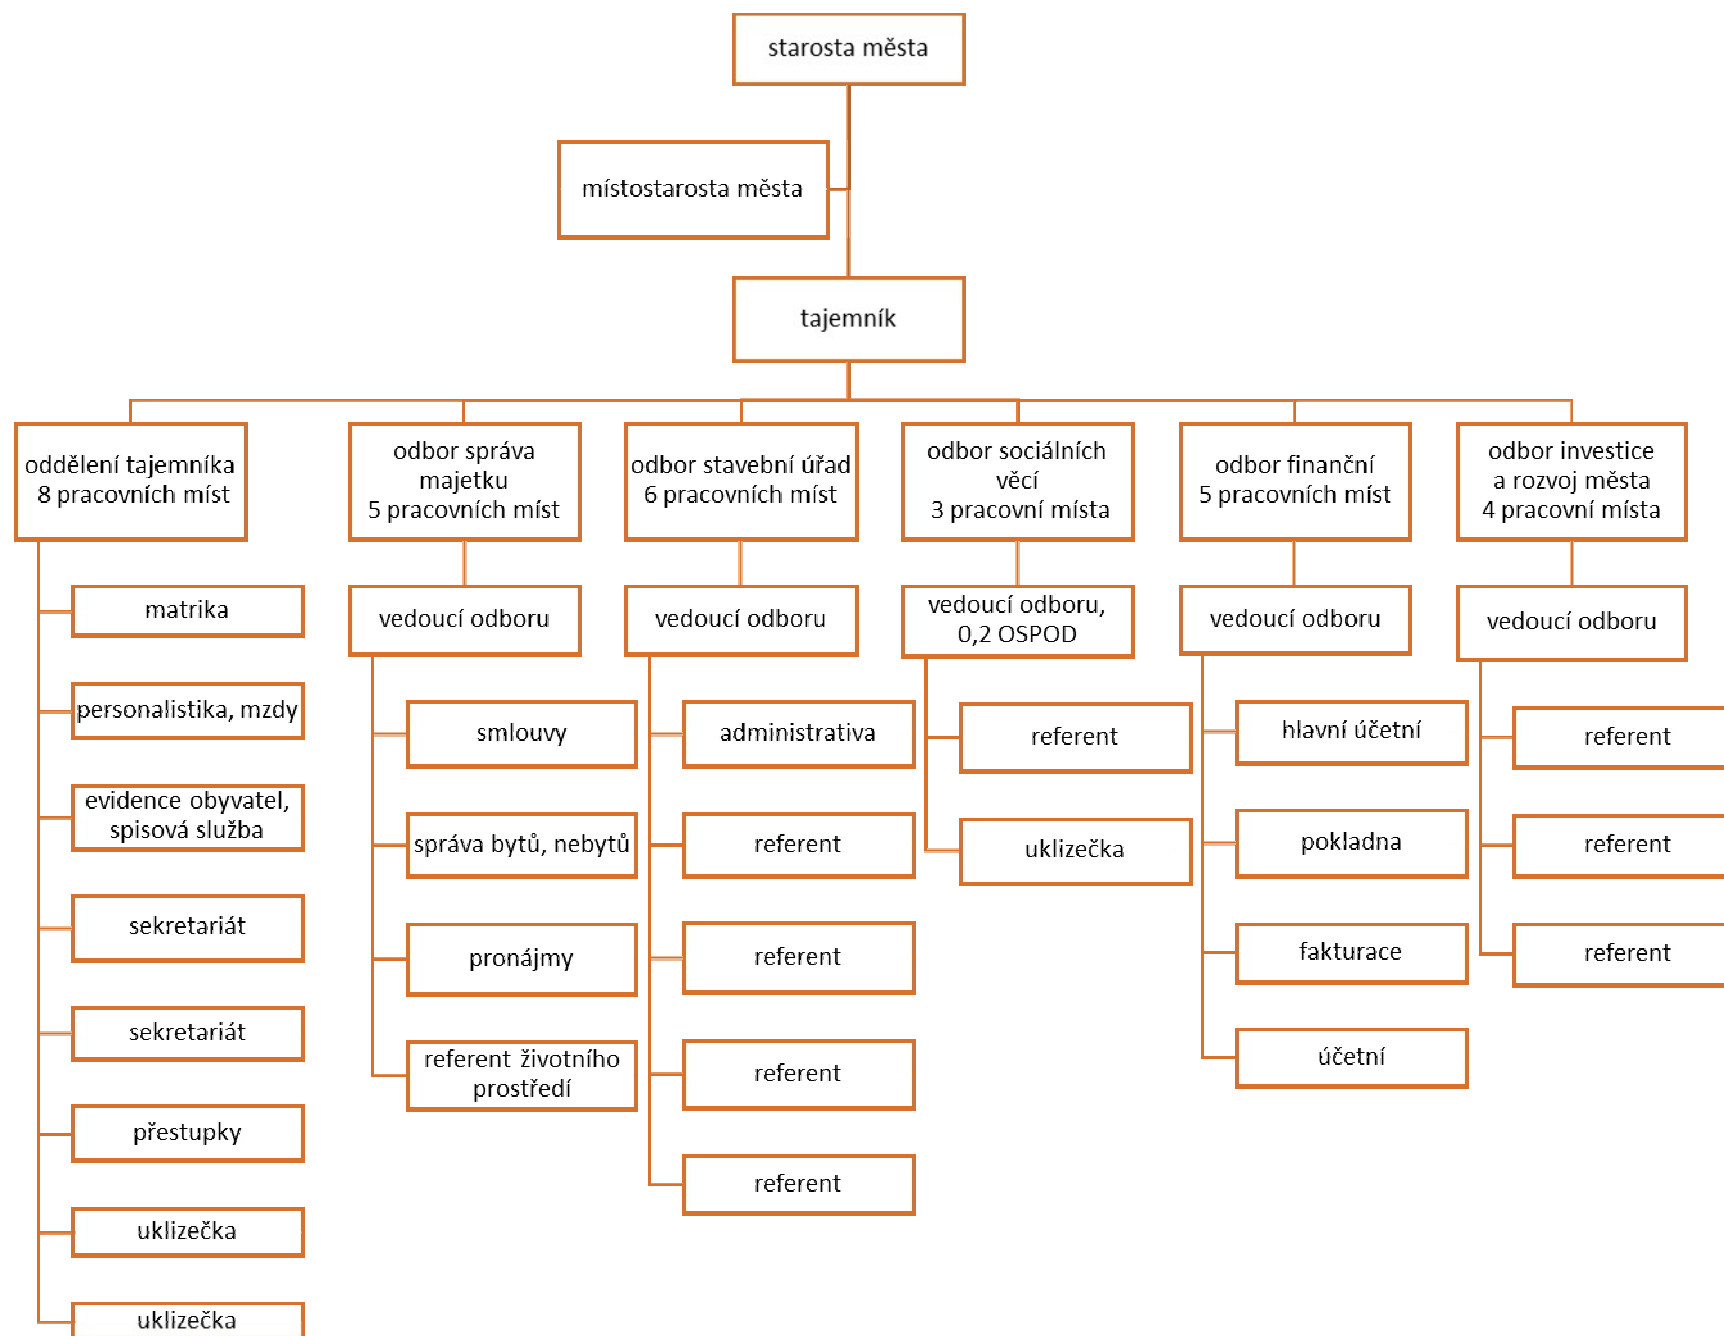 starosta města
místostarosta města
tajemník
oddělení tajemníka
8 pracovních míst
matrika
personalistika, mzdy
evidence obyvatel,
spisová služba
sekretariát
sekretariát
přestupky
uklizečka
uklizečka
odbor správa
majetku
5 pracovních míst
vedoucí odboru
smlouvy
správa bytů, nebytů
pronájmy
referent životního
prostředí
odbor stavební úřad
6 pracovních míst
vedoucí odboru
administrativa
referent
referent
referent
referent
odbor sociálních
věcí
3 pracovní místa
vedoucí odboru,
0,2 OSPOD
referent
uklizečka
odbor finanční
5 pracovních míst
vedoucí odboru
hlavní účetní
pokladna
fakturace
účetní
odbor investice
a rozvoj města
4 pracovní místa
vedoucí odboru
referent
referent
referent